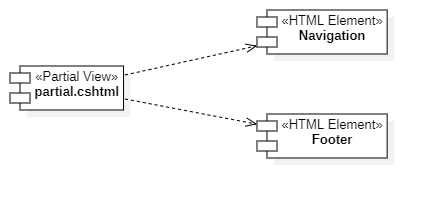 «HTML Element»
Navigation
«Partial View»
partial.cshtml
«HTML Element»
Footer